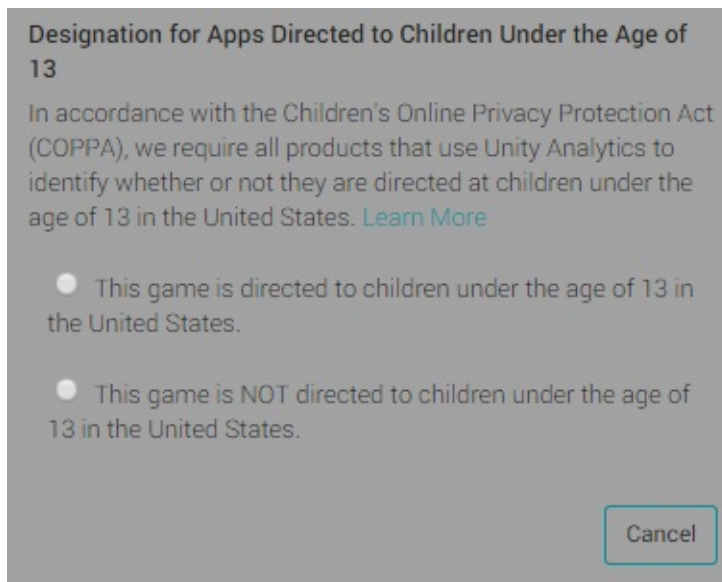 Designation for Apps Directed to Children Under the Age of
13
In accordance with the Children's Online Privacy Protection Act
(COPPA), we require all products that use Unity Analytics to
identify whether or not they are directed at children under the
age of 13 in the United States. Learn More
This game is directed to children under the age of 13 in
the United States.
This game is NOT directed to children under the age of
13 in the United States.
Cancel